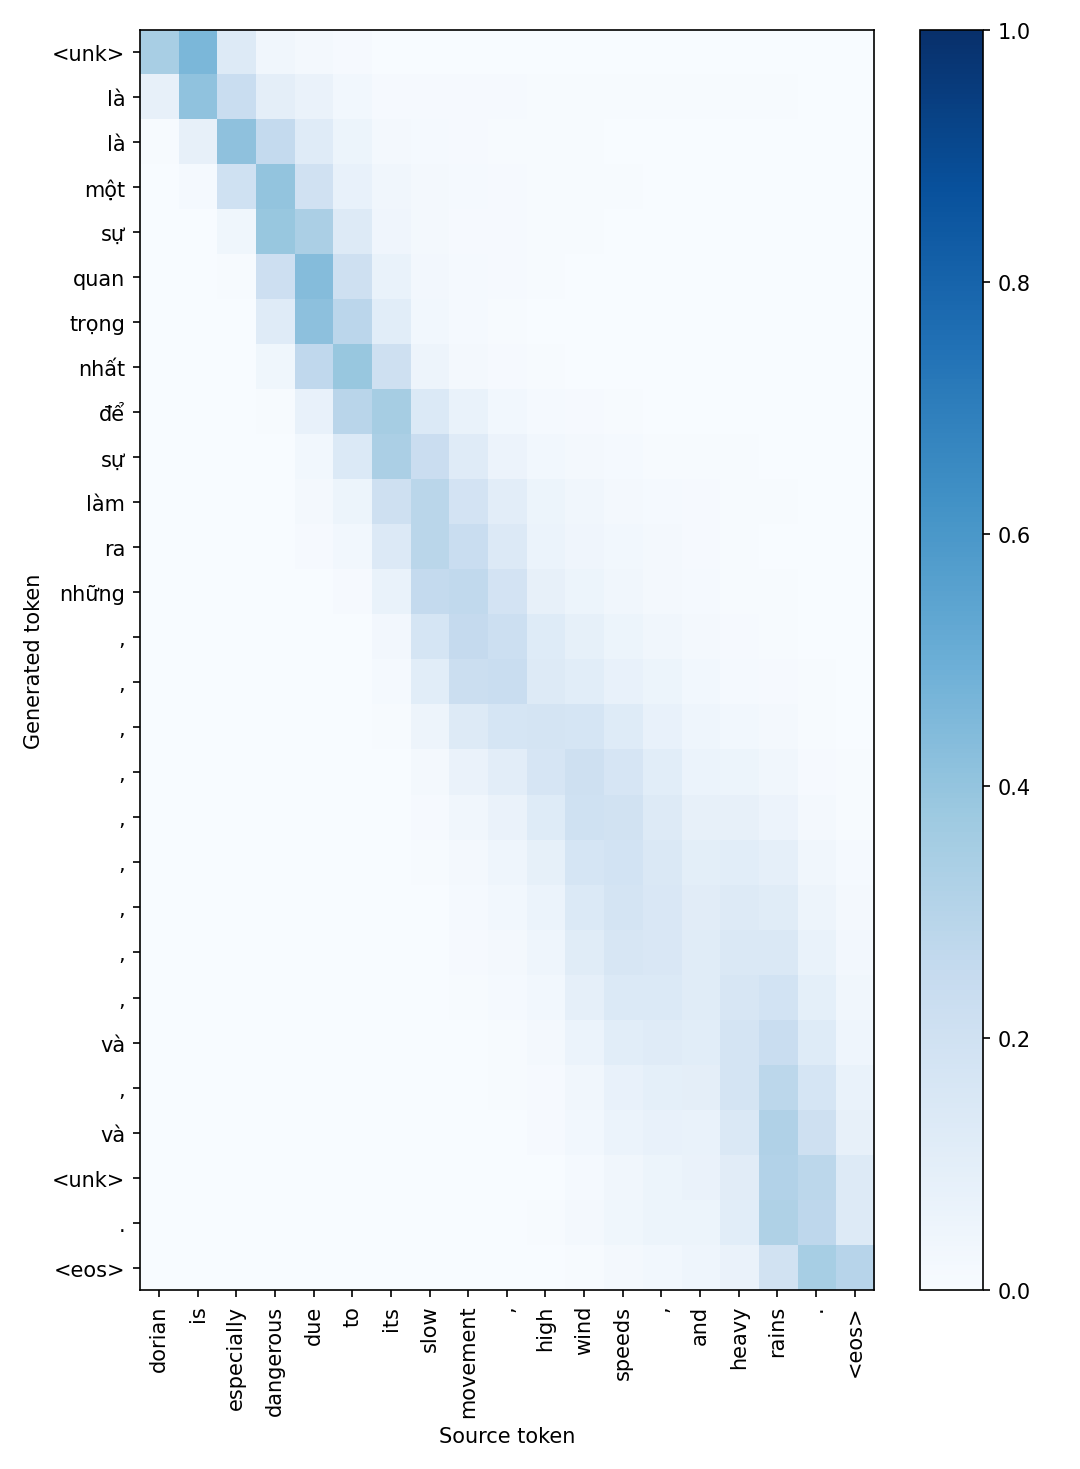 <unk>
là
là
một
sự
quan
trọng
nhất
để
sự
làm
ra
những
,
,
,
,
,
,
,
,
,
và
,
và
<unk>
.
<eos>
Generated token
dorian
is
especially
dangerous
due
to
its
slow
movement
,
high
wind
speeds
,
and
heavy
rains
.
<eos>
Source token
1.0
0.8
0.6
0.4
0.2
0.0